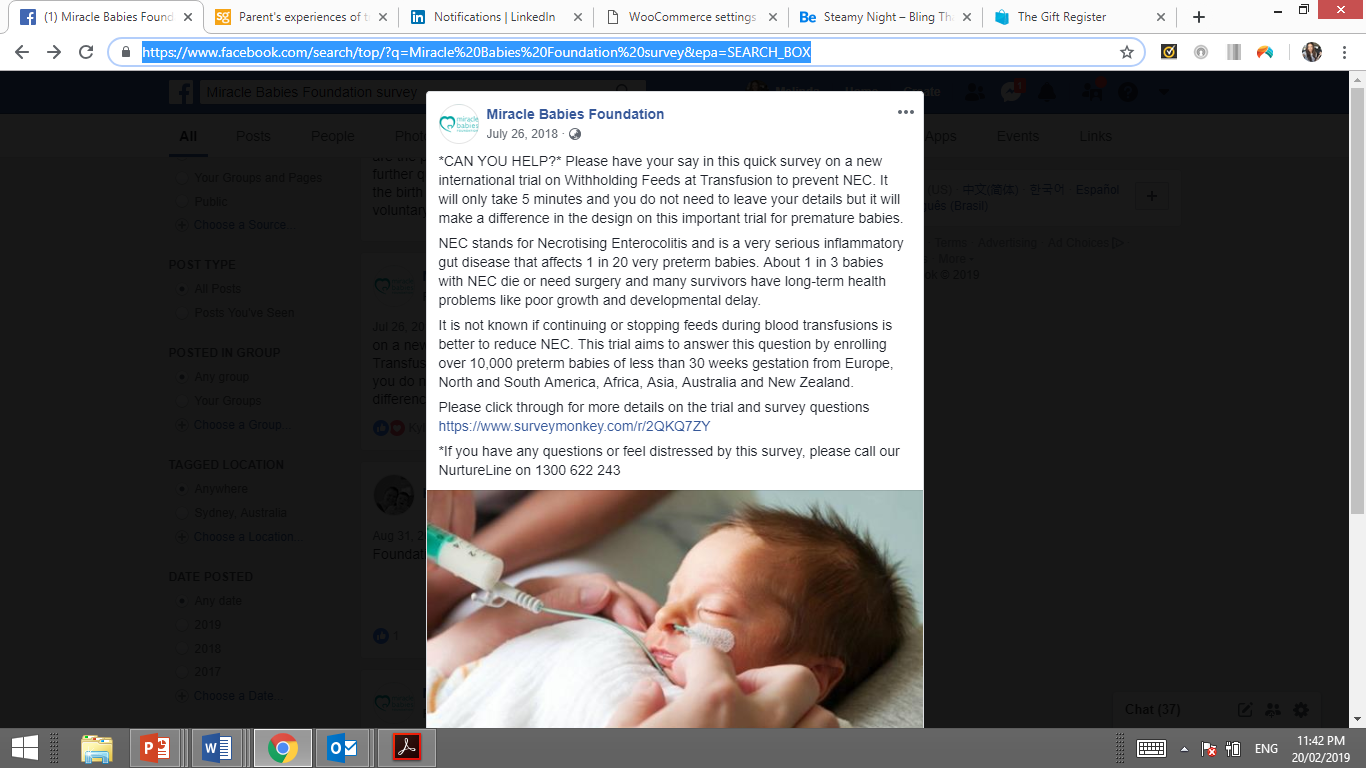 (1) Miracle Babies Found
Parent's experiences of t
Notifications | LinkedIn
WooCommerce settings
Steamy Night – Bling Tha
The Gift Register
https://www.facebook.com/search/top/?q=Miracle%20Babies%20Foundation%20survey&epa=SEARCH_BOX
Miracle Babies Foundation survey
Home
Create
All
Posts
People
Apps
Events
Links
Your Groups and Pages
Public
Choose a Source...
POST TYPE
All Posts
Posts You've Seen
POSTED IN GROUP
Any group
Your Groups
Choose a Group...
TAGGED LOCATION
Anywhere
Sydney, Australia
Choose a Location...
DATE POSTED
Any date
2019
2018
2017
Choose a Date...
Miracle Babies Foundation
July 26, 2018
*CAN YOU HELP?* Please have your say in this quick survey on a new
international trial on Withholding Feeds at Transfusion to prevent NEC. It
will only take 5 minutes and you do not need to leave your details but it will
make a difference in the design on this important trial for premature babies.
NEC stands for Necrotising Enterocolitis and is a very serious inflammatory
gut disease that affects 1 in 20 very preterm babies. About 1 in 3 babies
with NEC die or need surgery and many survivors have long-term health
problems like poor growth and developmental delay.
It is not known if continuing or stopping feeds during blood transfusions is
better to reduce NEC. This trial aims to answer this question by enrolling
over 10,000 preterm babies of less than 30 weeks gestation from Europe,
North and South America, Africa, Asia, Australia and New Zealand.
Please click through for more details on the trial and survey questions
https://www.surveymonkey.com/r/2QKQ7ZY
*If you have any questions or feel distressed by this survey, please call our
NurtureLine on 1300 622 243
(US) 中文(简体) 한국어 Español
(Brasil)
Terms Advertising Ad Choices
More
© 2019
Chat (37)
ENG
11:42 PM
20/02/2019